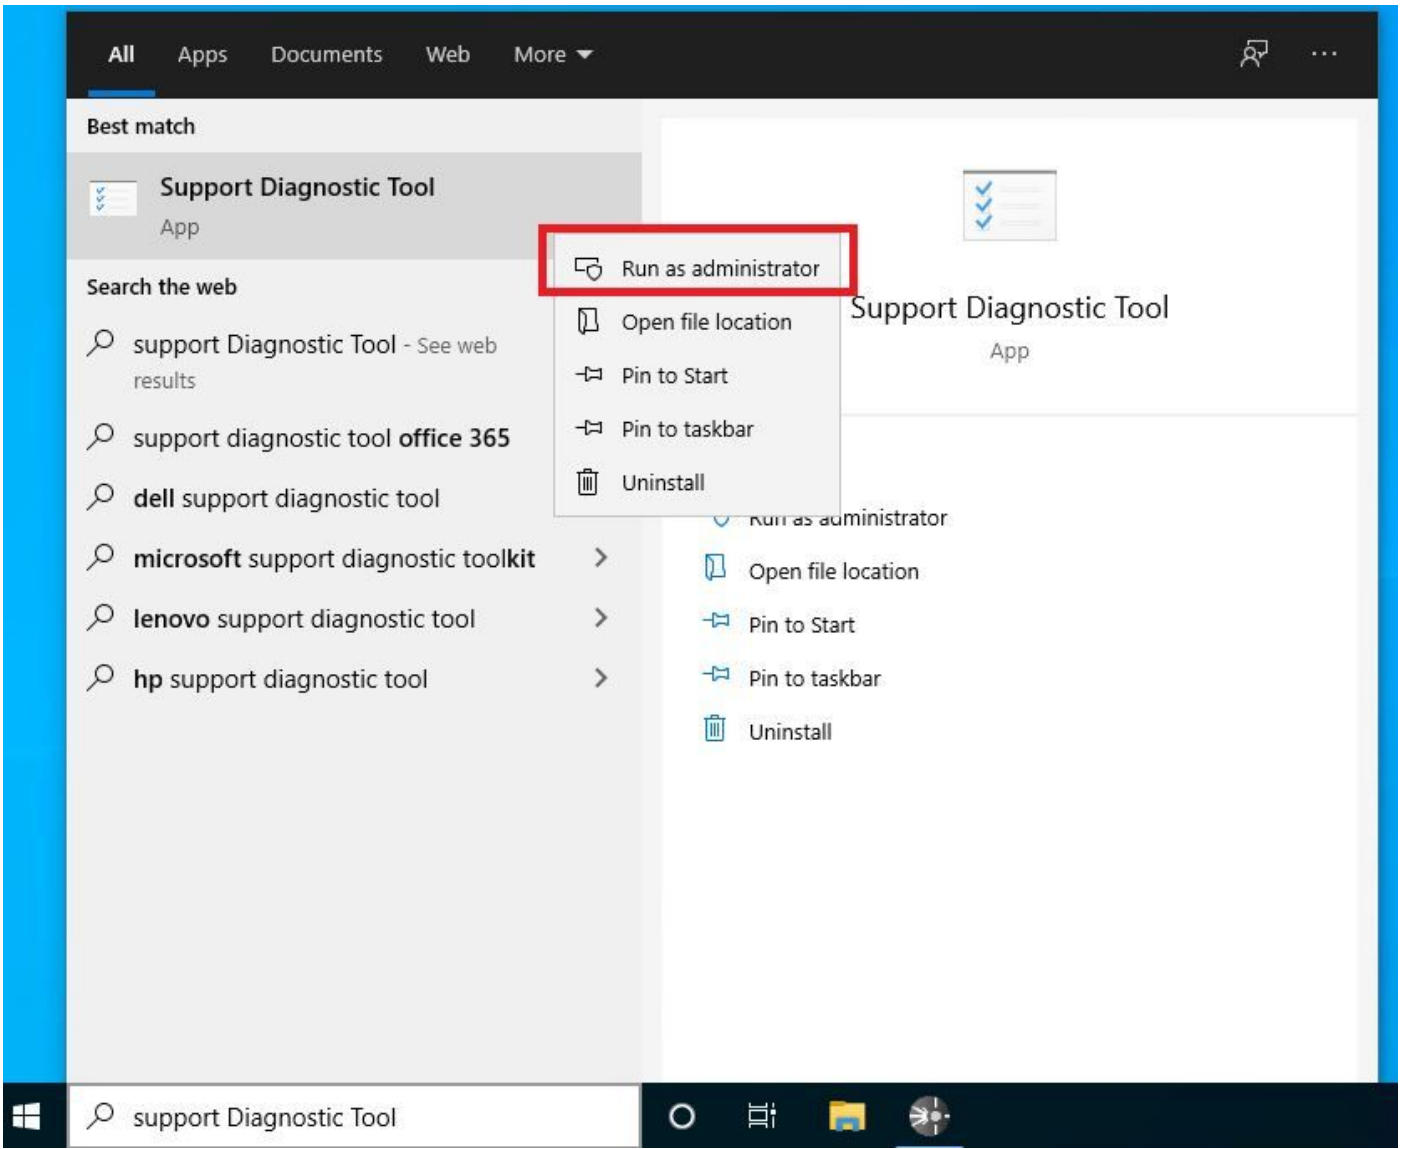 All Apps Documents Web More
Best match
Support Diagnostic Tool
App
Search the web
support Diagnostic Tool - See web
results
support diagnostic tool office 365
dell support diagnostic tool
microsoft support diagnostic toolkit
lenovo support diagnostic tool
hp support diagnostic tool
Run as administrator
Open file location
Pin to Start
Pin to taskbar
Uninstall
Support Diagnostic Tool
App
Run as administrator
Open file location
Pin to Start
Pin to taskbar
Uninstall
support Diagnostic Tool